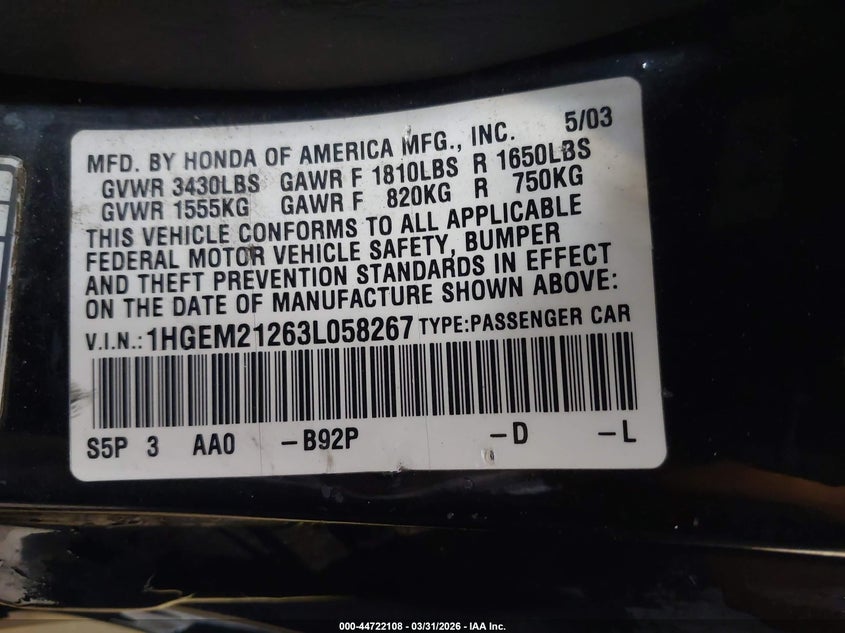 MFD. BY HONDA OF AMERICA MFG., INC. 5/03
GVWR 3430LBS GAWR F 1810LBS R 1650LBS
GVWR 1555KG GAWR F 820KG R 750KG
THIS VEHICLE CONFORMS TO ALL APPLICABLE
FEDERAL MOTOR VEHICLE SAFETY, BUMPER
AND THEFT PREVENTION STANDARDS IN EFFECT
ON THE DATE OF MANUFACTURE SHOWN ABOVE:
V.I.N.: 1HGEM21263L058267 TYPE:PASSENGER CAR
S5P 3 AA0 -B92P -D -L
000-44722108 - 03/31/2026 - IAA Inc.